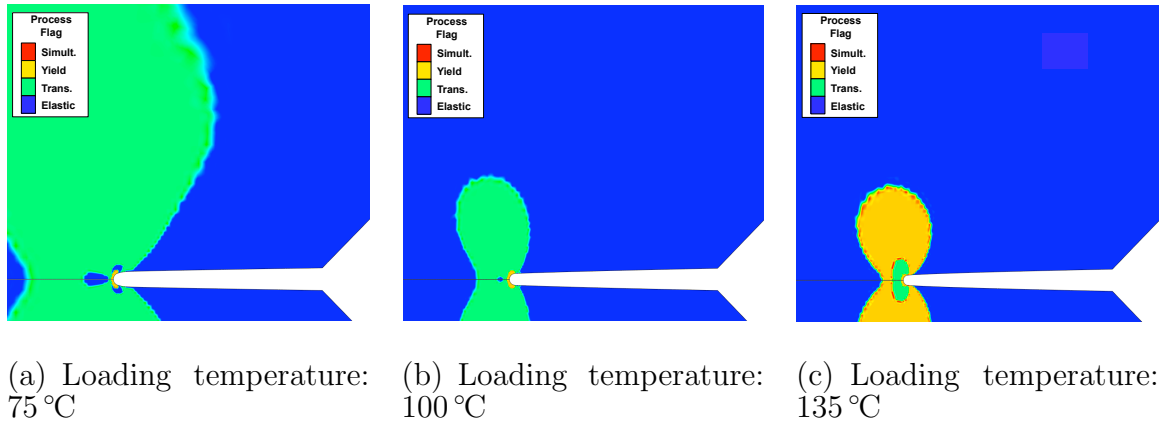 Process
Flag
Simult.
Yield
Trans.
Elastic
Process
Flag
Simult.
Yield
Trans.
Elastic
Process
Flag
Simult.
Yield
Trans.
Elastic
(a) Loading temperature:
75 °C
(b) Loading temperature:
100 °C
(c) Loading temperature:
135 °C